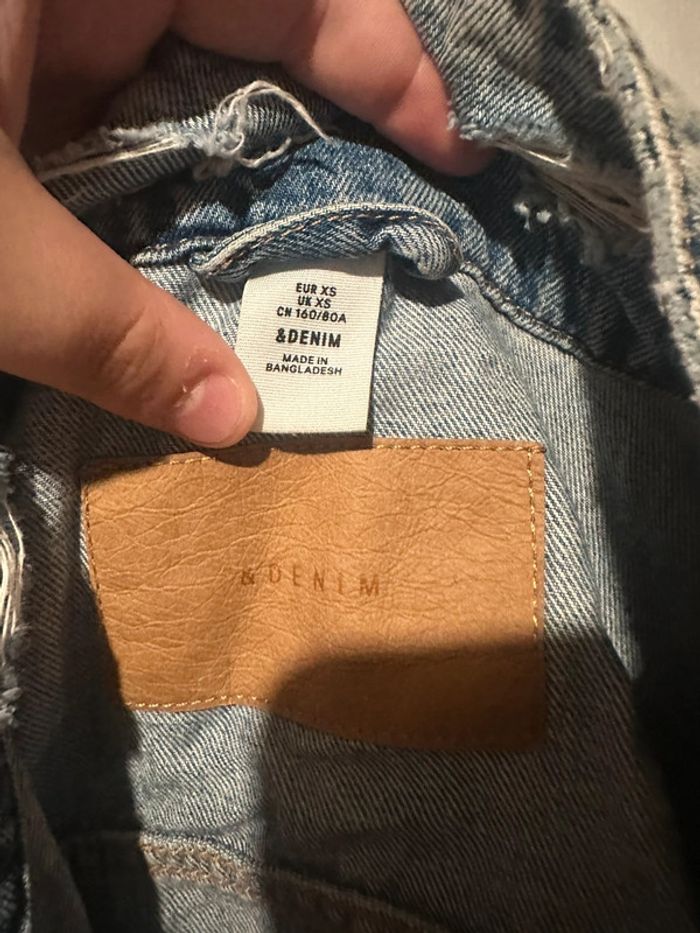 EUR XS
UK XS
CN 160/80A
&DENIM
MADE IN
BANGLADESH
& DENIM